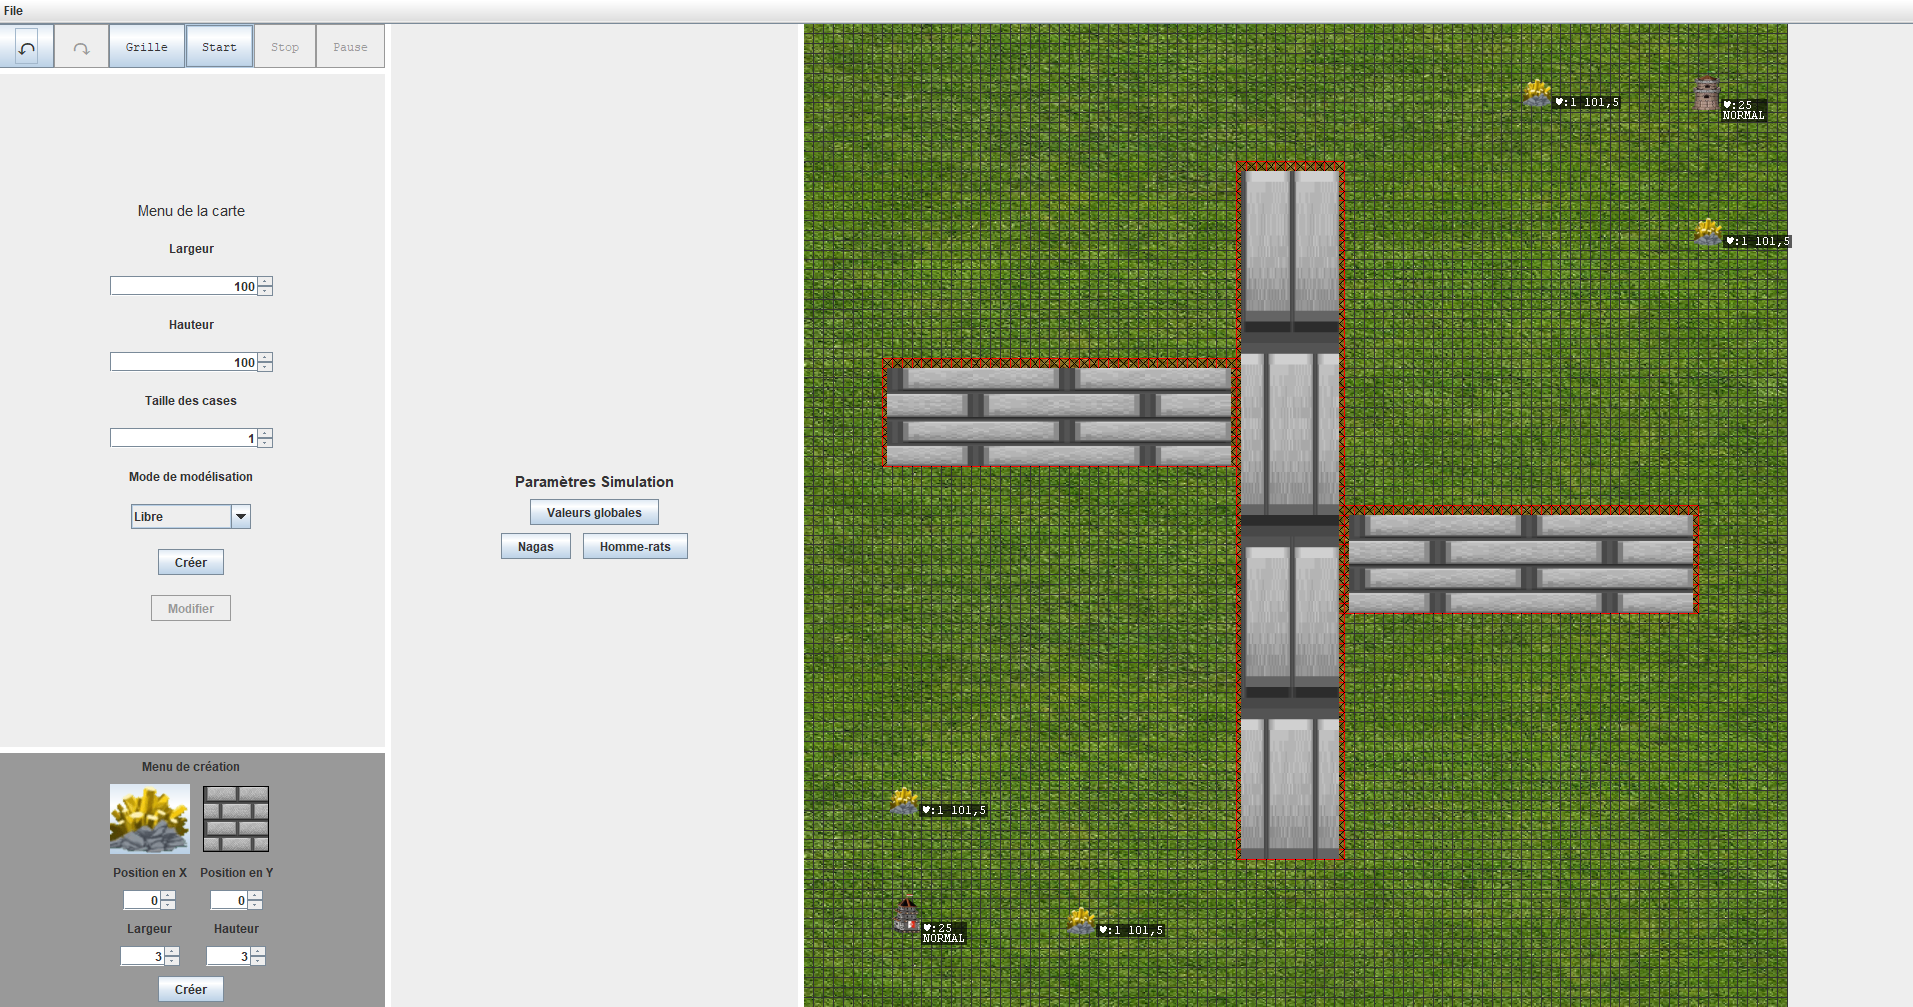 File
Grille Start Stop Pause
Menu de la carte
Largeur
100
Hauteur
100
Taille des cases
1
Mode de modélisation
Libre
Créer
Modifier
Menu de création
Position en X Position en Y
0 0
Largeur Hauteur
3 3
Créer
Paramètres Simulation
Valeurs globales
Nagas Homme-rats
♥:1 101,5
♥:25
NORMAL
♥:1 101,5
♥:1 101,5
♥:25
NORMAL
♥:1 101,5